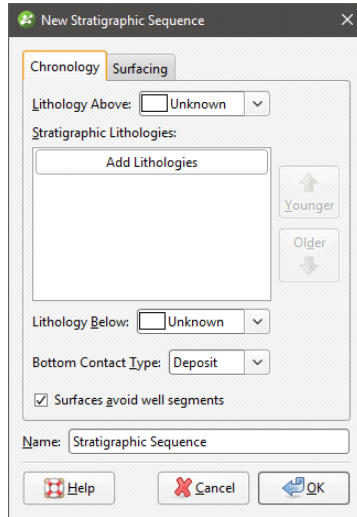 New Stratigraphic Sequence
Chronology Surfacing
Lithology Above: Unknown
Stratigraphic Lithologies:
Add Lithologies
Younger
Older
Lithology Below: Unknown
Bottom Contact Type: Deposit
Surfaces avoid well segments
Name: Stratigraphic Sequence
Help Cancel OK